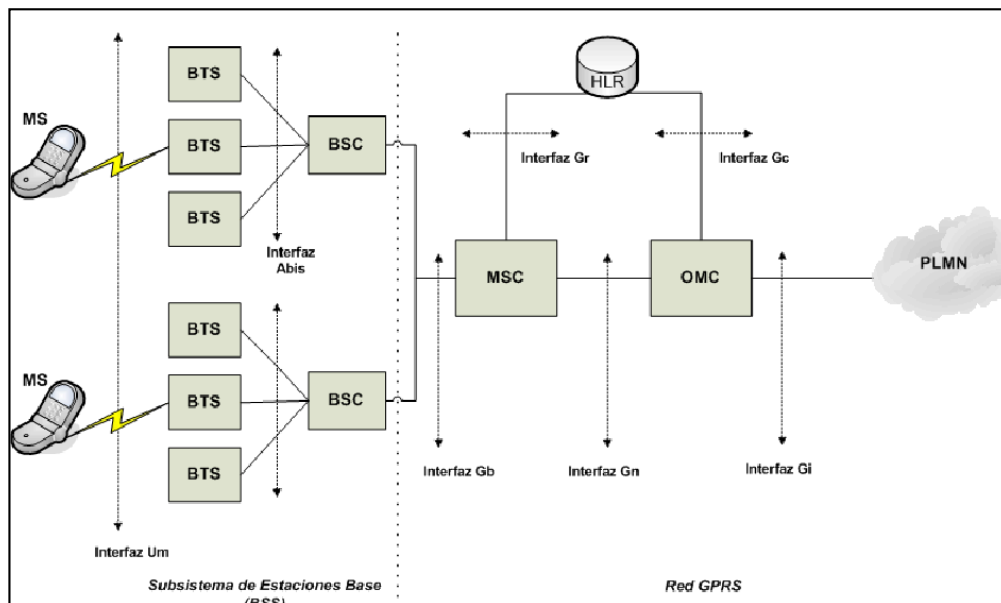 BTS
HLR
MS
BTS
BSC
Interfaz Gr
Interfaz Gc
BTS
Interfaz
Abis
MSC
OMC
PLMN
BTS
MS
BTS
BSC
BTS
Interfaz Gb
Interfaz Gn
Interfaz Gi
Interfaz Um
Subsistema de Estaciones Base
(BSS)
Red GPRS